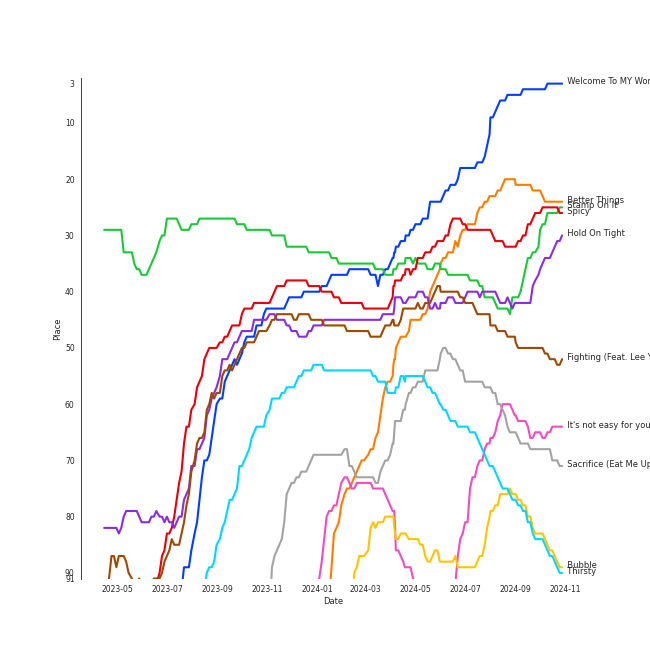 3
10
20
30
40
50
60
70
80
90
91
Place
2023-05
2023-07
2023-09
2023-11
2024-01
2024-03
2024-05
2024-07
2024-09
2024-11
Date
Welcome To MY Wor
Better Things
Stamp On It
Spicy
Hold On Tight
Fighting (Feat. Lee Y
It's not easy for you
Sacrifice (Eat Me Up
Bubble
Thirsty